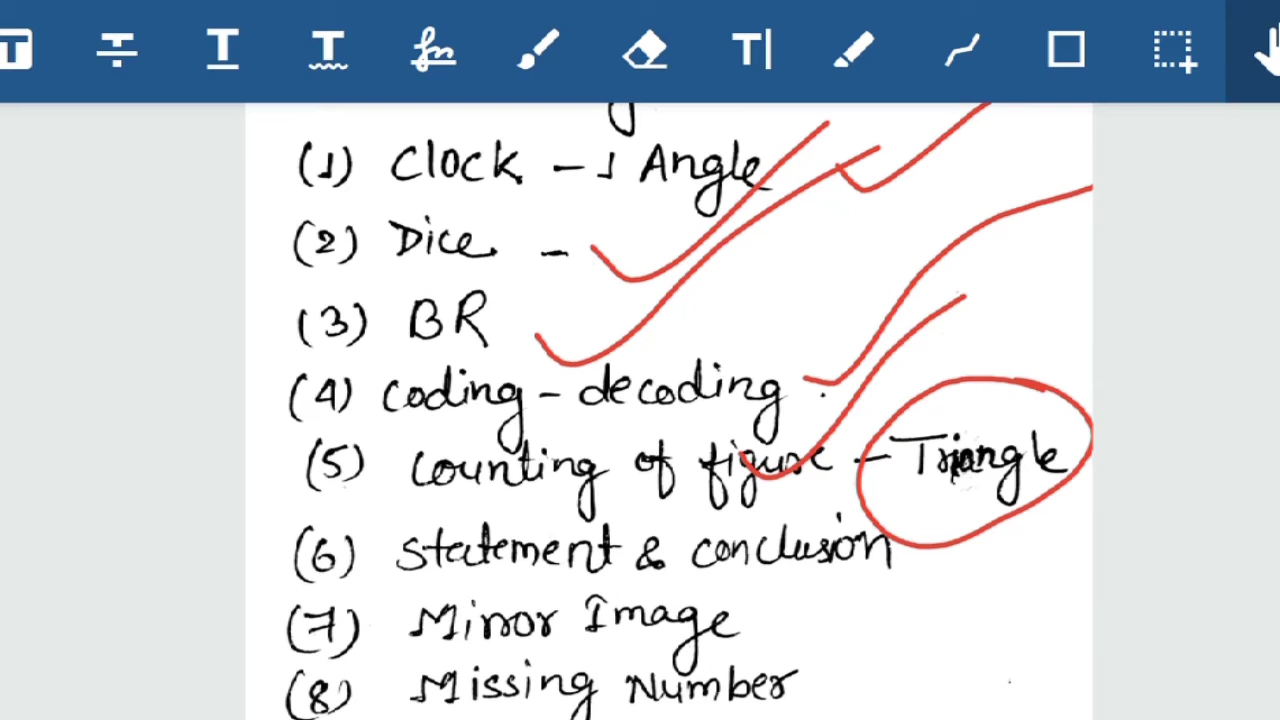 (1) Clock - 1 Angle
(2) Dice -
(3) BR
(4) Coding - decoding
(5) Counting of figure - Triangle
(6) Statement & conclusion
(7) Mirror Image
(8) Missing Number